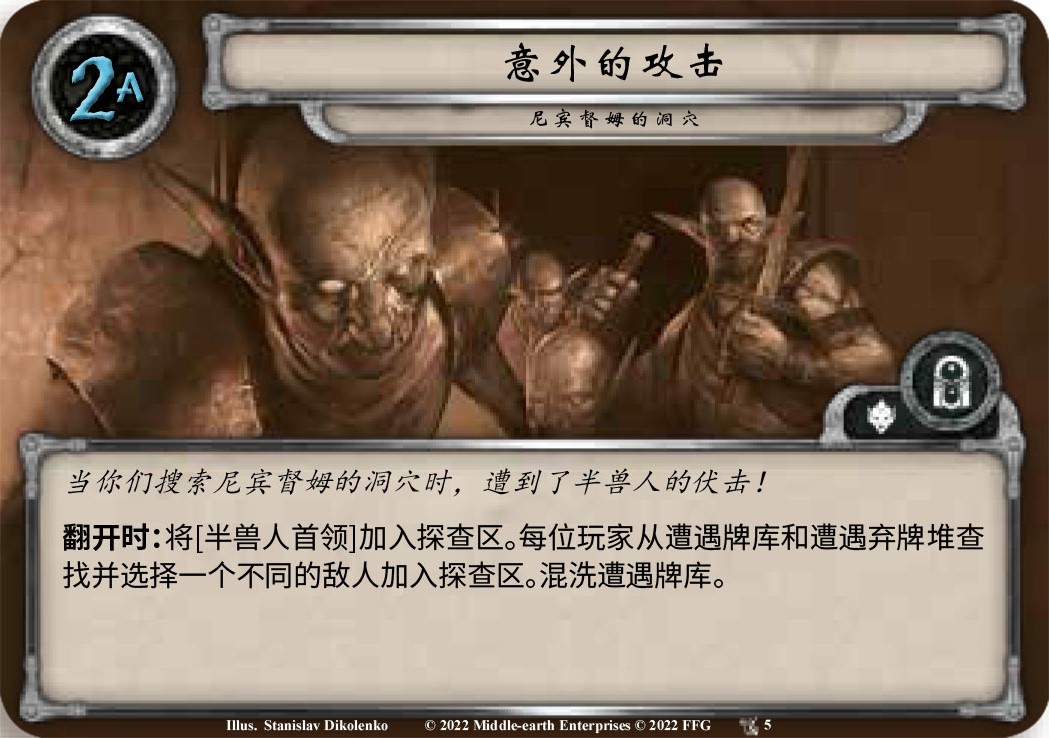 2A
意外的攻击
尼宾督姆的洞穴
当你们搜索尼宾督姆的洞穴时，遭到了半兽人的伏击！
翻开时：将[半兽人首领]加入探查区。每位玩家从遭遇牌库和遭遇弃牌堆查
找并选择一个不同的敌人加入探查区。混洗遭遇牌库。
Illus. Stanislav Dikolenko © 2022 Middle-earth Enterprises © 2022 FFG 5